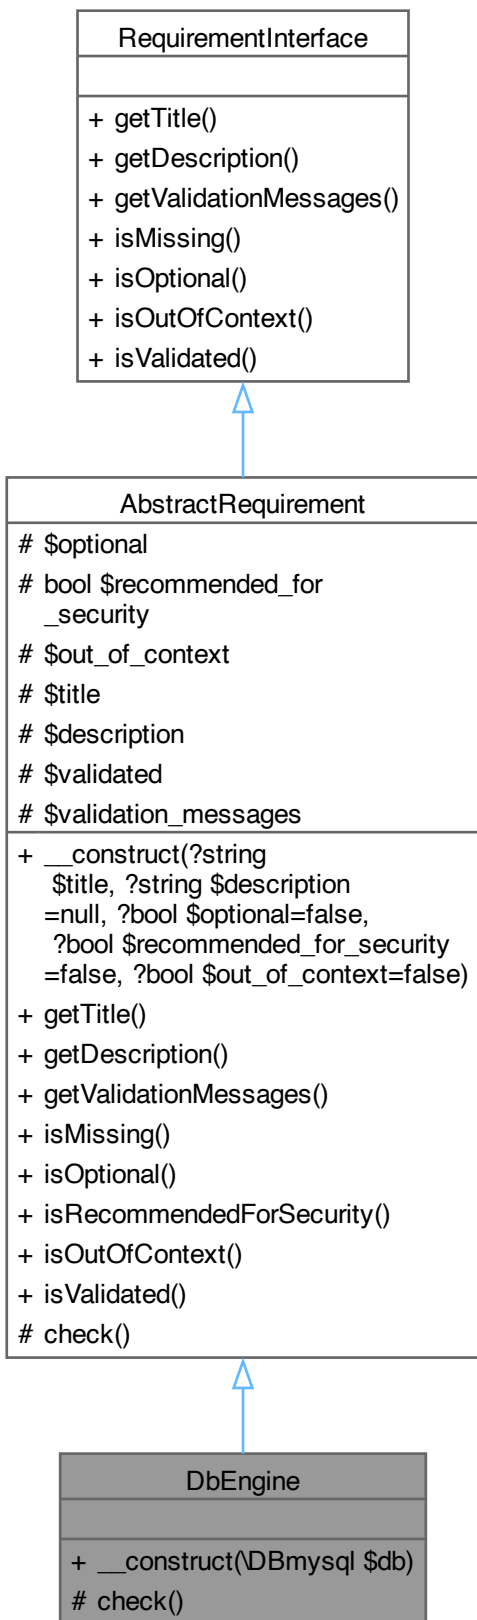 RequirementInterface
+ getTitle()
+ getDescription()
+ getValidationMessages()
+ isMissing()
+ isOptional()
+ isOutOfContext()
+ isValidated()
AbstractRequirement
# $optional
# bool $recommended_for
_security
# $out_of_context
# $title
# $description
# $validated
# $validation_messages
+ __construct(?string
$title, ?string $description
=null, ?bool $optional=false,
?bool $recommended_for_security
=false, ?bool $out_of_context=false)
+ getTitle()
+ getDescription()
+ getValidationMessages()
+ isMissing()
+ isOptional()
+ isRecommendedForSecurity()
+ isOutOfContext()
+ isValidated()
# check()
DbEngine
+ __construct(\DBmysql $db)
# check()